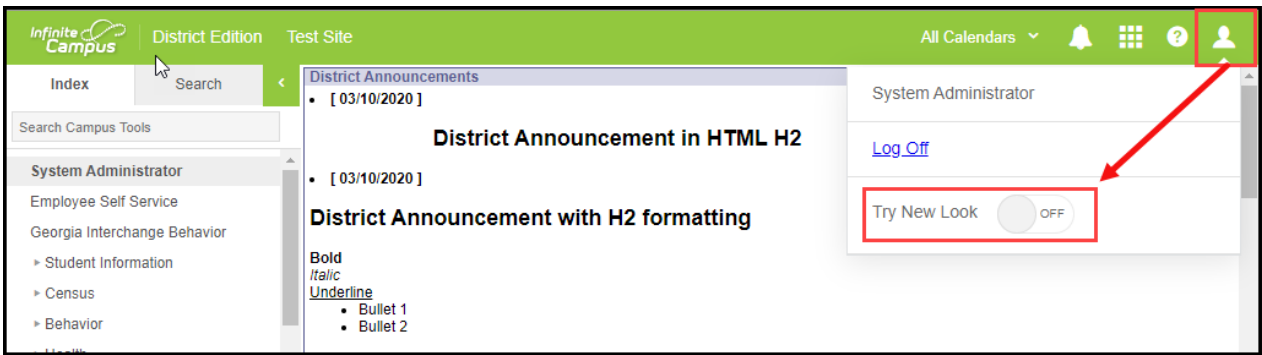 Infinite Campus
District Edition
Test Site
All Calendars
Index
Search
Search Campus Tools
System Administrator
Employee Self Service
Georgia Interchange Behavior
Student Information
Census
Behavior
Health
District Announcements
[ 03/10/2020 ]
District Announcement in HTML H2
[ 03/10/2020 ]
District Announcement with H2 formatting
Bold
Italic
Underline
Bullet 1
Bullet 2
System Administrator
Log Off
Try New Look OFF